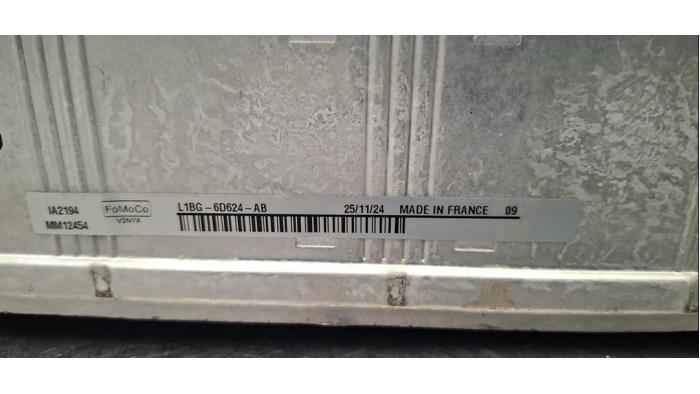 IA2194 FoMoCo L1BG-6D624-AB 25/11/24 MADE IN FRANCE 09
MM12454 V2NYA